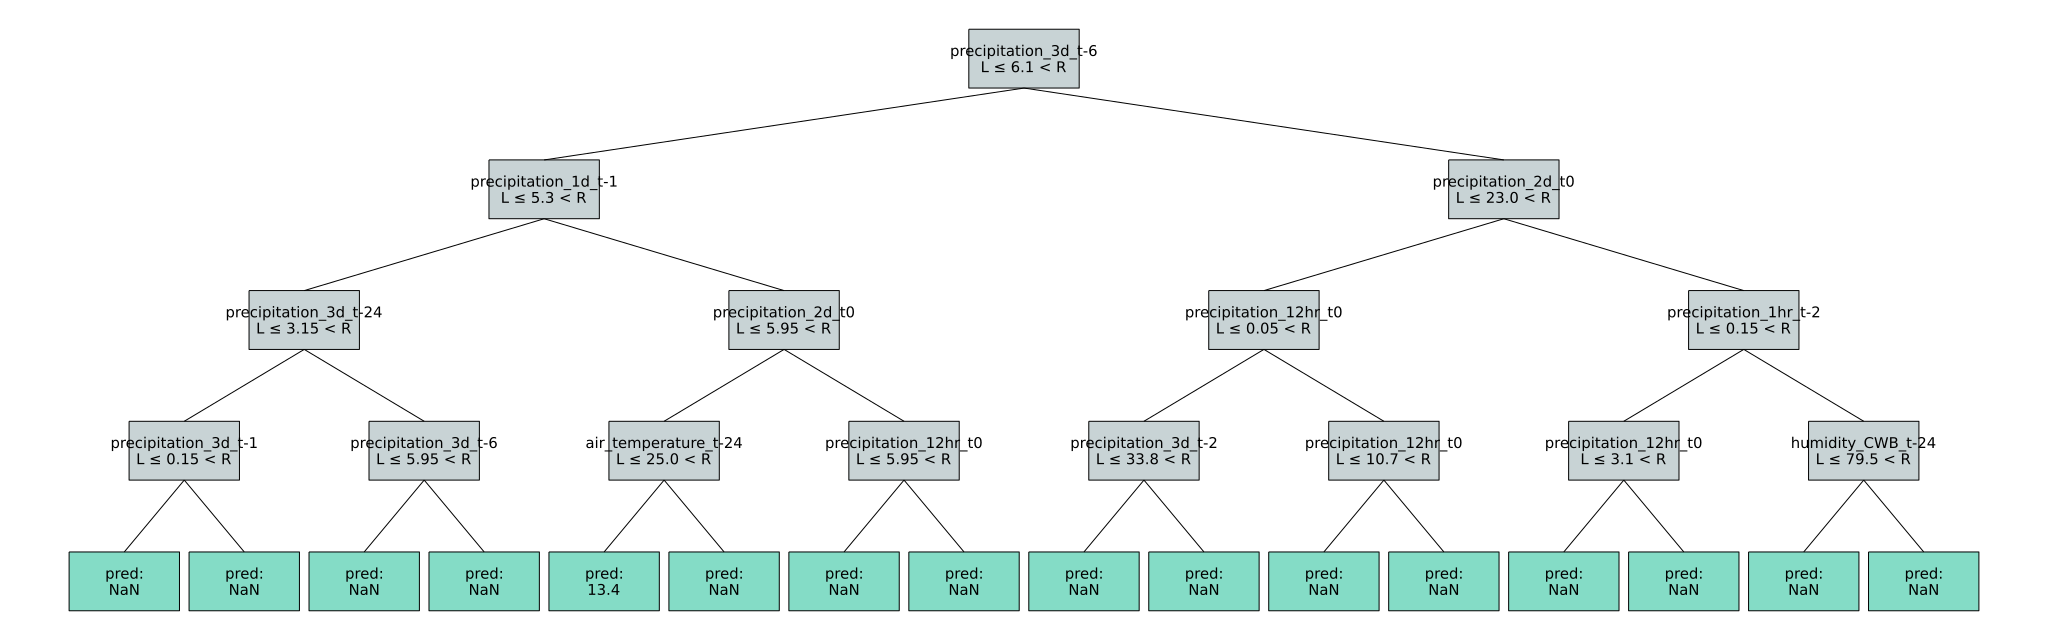 precipitation_3d_t-6
L ≤ 6.1 < R
precipitation_1d_t-1
L ≤ 5.3 < R
precipitation_2d_t0
L ≤ 23.0 < R
precipitation_3d_t-24
L ≤ 3.15 < R
precipitation_2d_t0
L ≤ 5.95 < R
precipitation_12hr_t0
L ≤ 0.05 < R
precipitation_1hr_t-2
L ≤ 0.15 < R
precipitation_3d_t-1
L ≤ 0.15 < R
precipitation_3d_t-6
L ≤ 5.95 < R
air_temperature_t-24
L ≤ 25.0 < R
precipitation_12hr_t0
L ≤ 5.95 < R
precipitation_3d_t-2
L ≤ 33.8 < R
precipitation_12hr_t0
L ≤ 10.7 < R
precipitation_12hr_t0
L ≤ 3.1 < R
humidity_CWB_t-24
L ≤ 79.5 < R
pred:
NaN
pred:
NaN
pred:
NaN
pred:
NaN
pred:
13.4
pred:
NaN
pred:
NaN
pred:
NaN
pred:
NaN
pred:
NaN
pred:
NaN
pred:
NaN
pred:
NaN
pred:
NaN
pred:
NaN
pred:
NaN